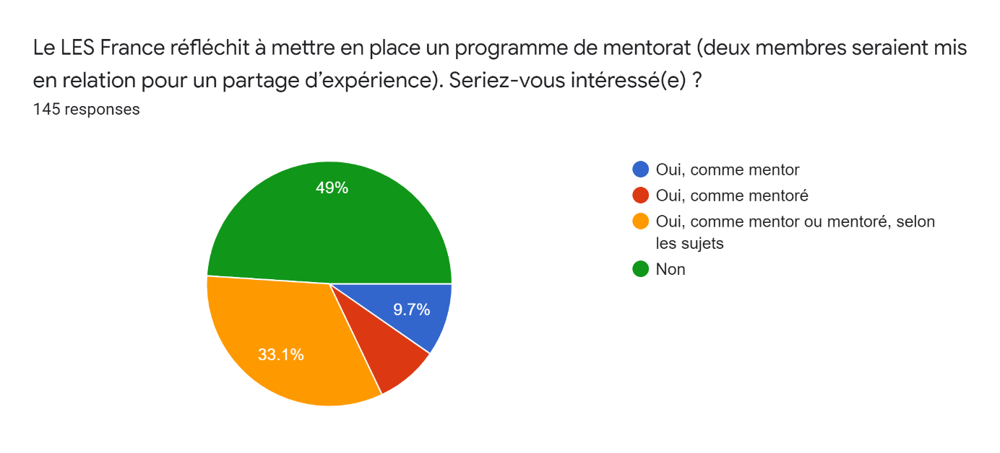 Le LES France réfléchit à mettre en place un programme de mentorat (deux membres seraient mis
en relation pour un partage d’expérience). Seriez-vous intéressé(e) ?
145 responses
49%
9.7%
33.1%
Oui, comme mentor
Oui, comme mentoré
Oui, comme mentor ou mentoré, selon
les sujets
Non